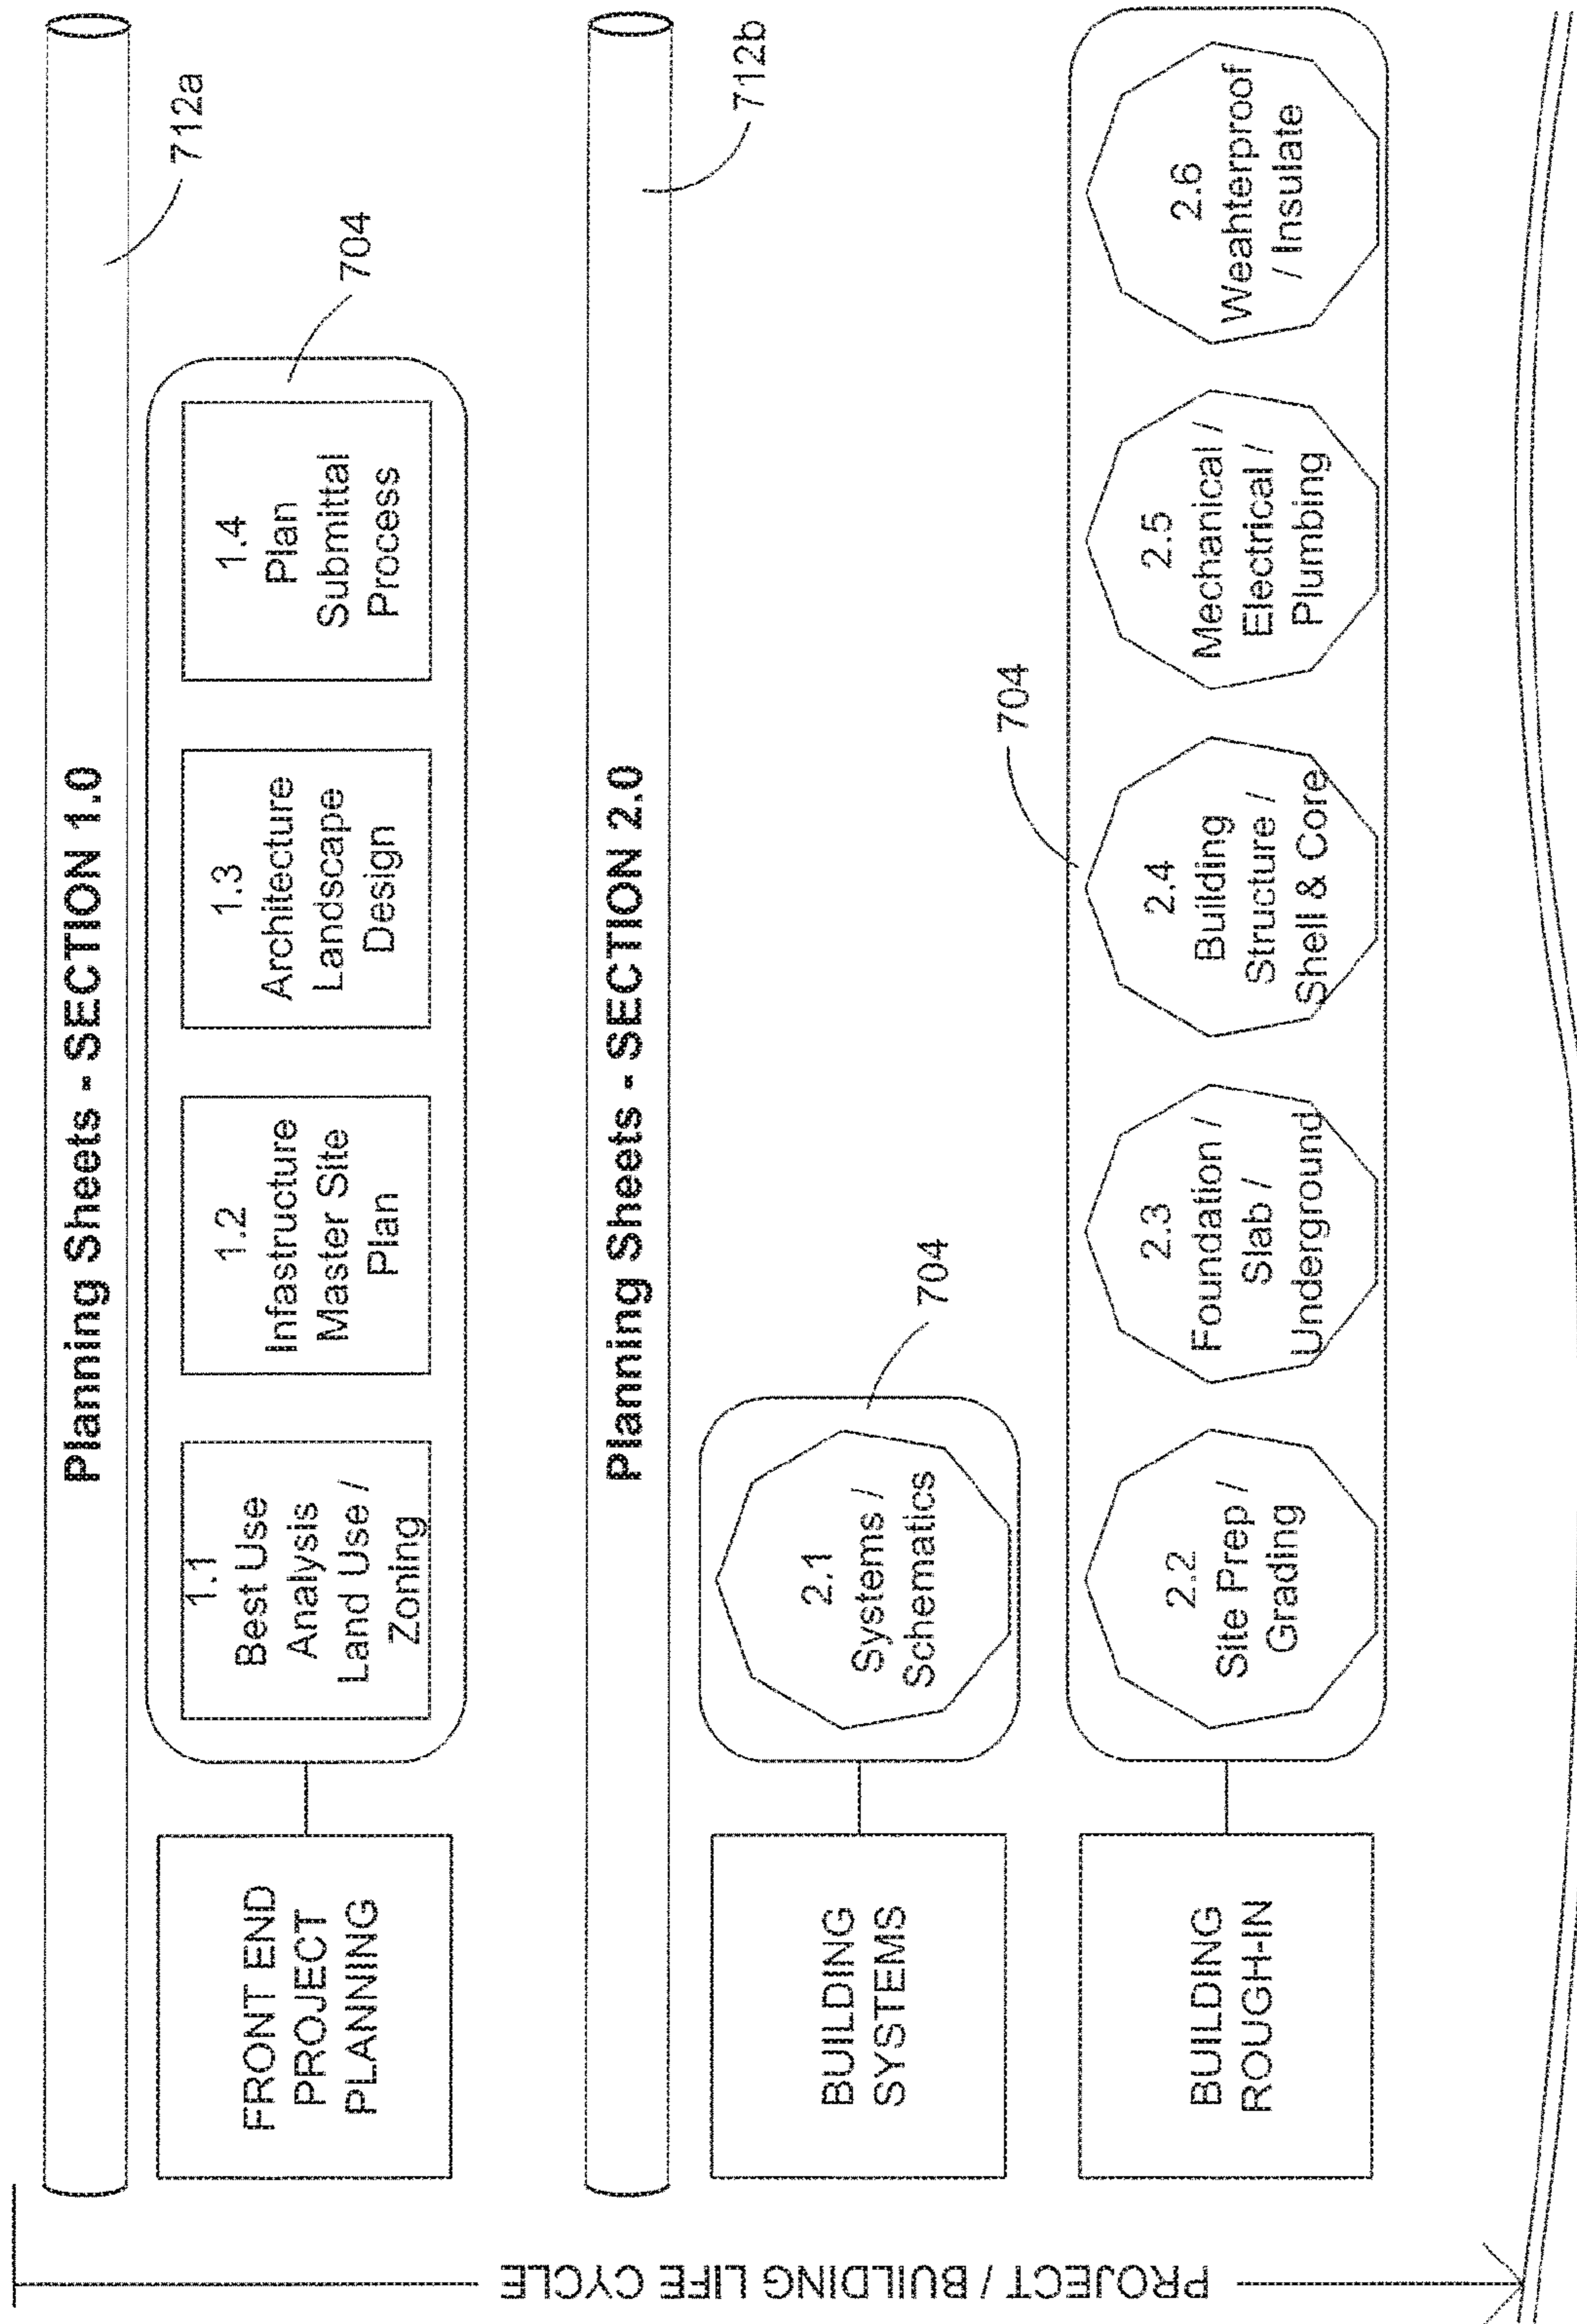 Planning Sheets - SECTION 1.0
712a
FRONT END
PROJECT
PLANNING
1.1
Best Use
Analysis
Land Use /
Zoning
1.2
Infastructure
Master Site
Plan
1.3
Architecture
Landscape
Design
1.4
Plan
Submittal
Process
704
Planning Sheets - SECTION 2.0
712b
BUILDING
SYSTEMS
2.1
Systems /
Schematics
704
BUILDING
ROUGH-IN
2.2
Site Prep /
Grading
2.3
Foundation /
Slab /
Underground
2.4
Building
Structure /
Shell & Core
704
2.5
Mechanical /
Electrical /
Plumbing
2.6
Weahterproof
/ Insulate
PROJECT / BUILDING LIFE CYCLE